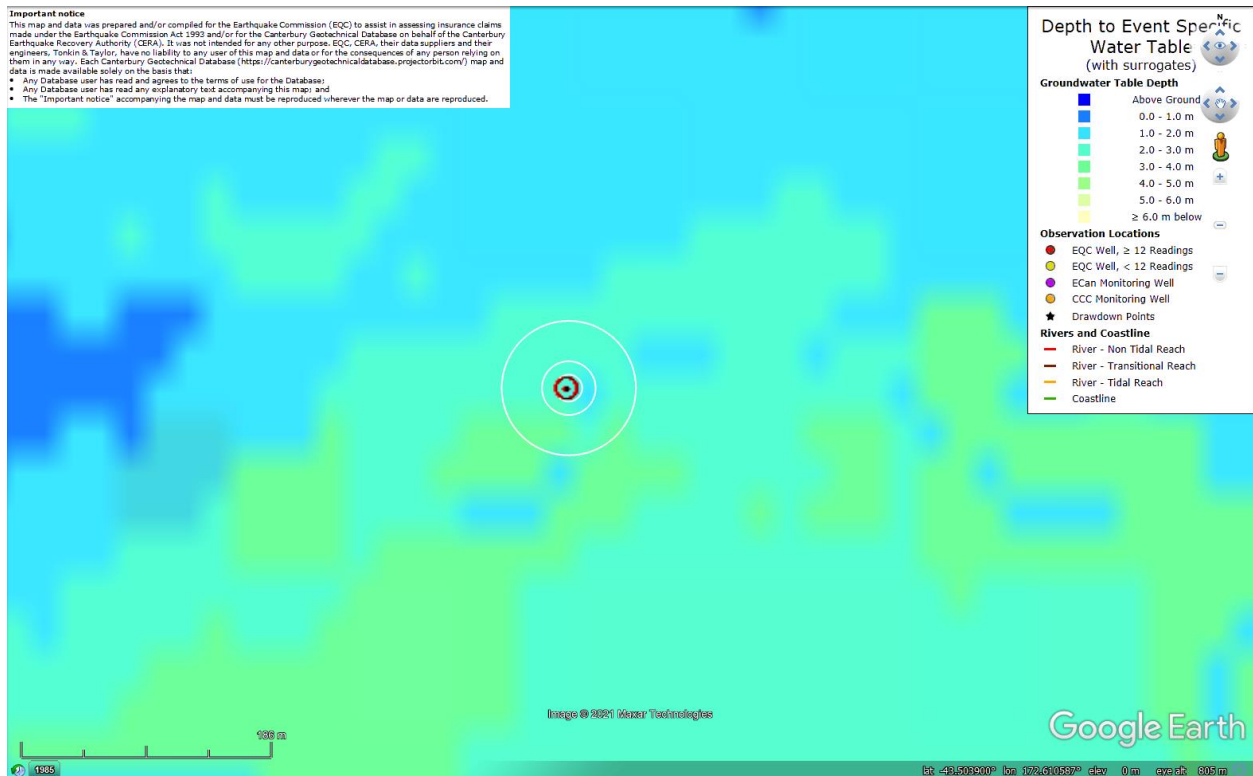 Important notice
This map and data was prepared and/or compiled for the Earthquake Commission (EQC) to assist in assessing insurance claims
made under the Earthquake Commission Act 1993 and/or for the Canterbury Geotechnical Database on behalf of the Canterbury
Earthquake Recovery Authority (CERA). It was not intended for any other purpose. EQC, CERA, their data suppliers and their
engineers, Tonkin & Taylor, have no liability to any user of this map and data or for the consequences of any person relying on
them in any way. Each Canterbury Geotechnical Database (https://canterburygeotechnicaldatabase.projectorbit.com/) map and
data is made available solely on the basis that:
• Any Database user has read and agrees to the terms of use for the Database;
• Any Database user has read any explanatory text accompanying this map; and
• The "Important notice" accompanying the map and data must be reproduced wherever the map or data are reproduced.
Depth to Event Specific
Water Table
(with surrogates)
N
Groundwater Table Depth
Above Ground
0.0 - 1.0 m
1.0 - 2.0 m
2.0 - 3.0 m
3.0 - 4.0 m
4.0 - 5.0 m
5.0 - 6.0 m
≥ 6.0 m below
Observation Locations
EQC Well, ≥ 12 Readings
EQC Well, < 12 Readings
ECan Monitoring Well
CCC Monitoring Well
Drawdown Points
Rivers and Coastline
River - Non Tidal Reach
River - Transitional Reach
River - Tidal Reach
Coastline
Image © 2021 Maxar Technologies
Google Earth
186 m
1985
lat -43.503900° lon 172.610587° elev 0 m eye alt 805 m